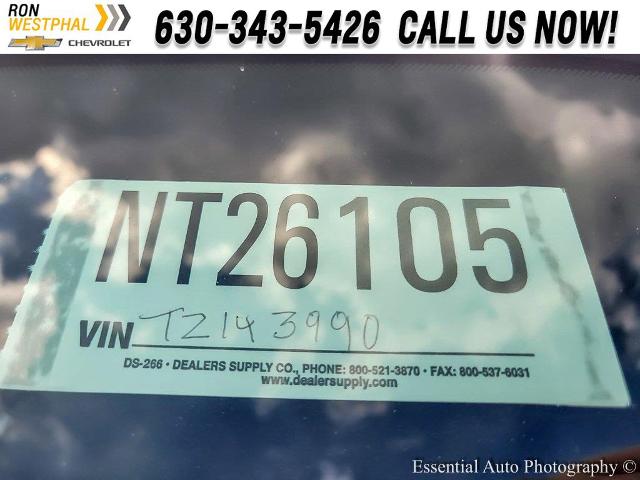 RON
WESTPHAL
CHEVROLET
630-343-5426 CALL US NOW!
NT26105
VIN TZ143990
DS-266 • DEALERS SUPPLY CO., PHONE: 800-521-3870 • FAX: 800-537-6031
www.dealersupply.com
Essential Auto Photography ©